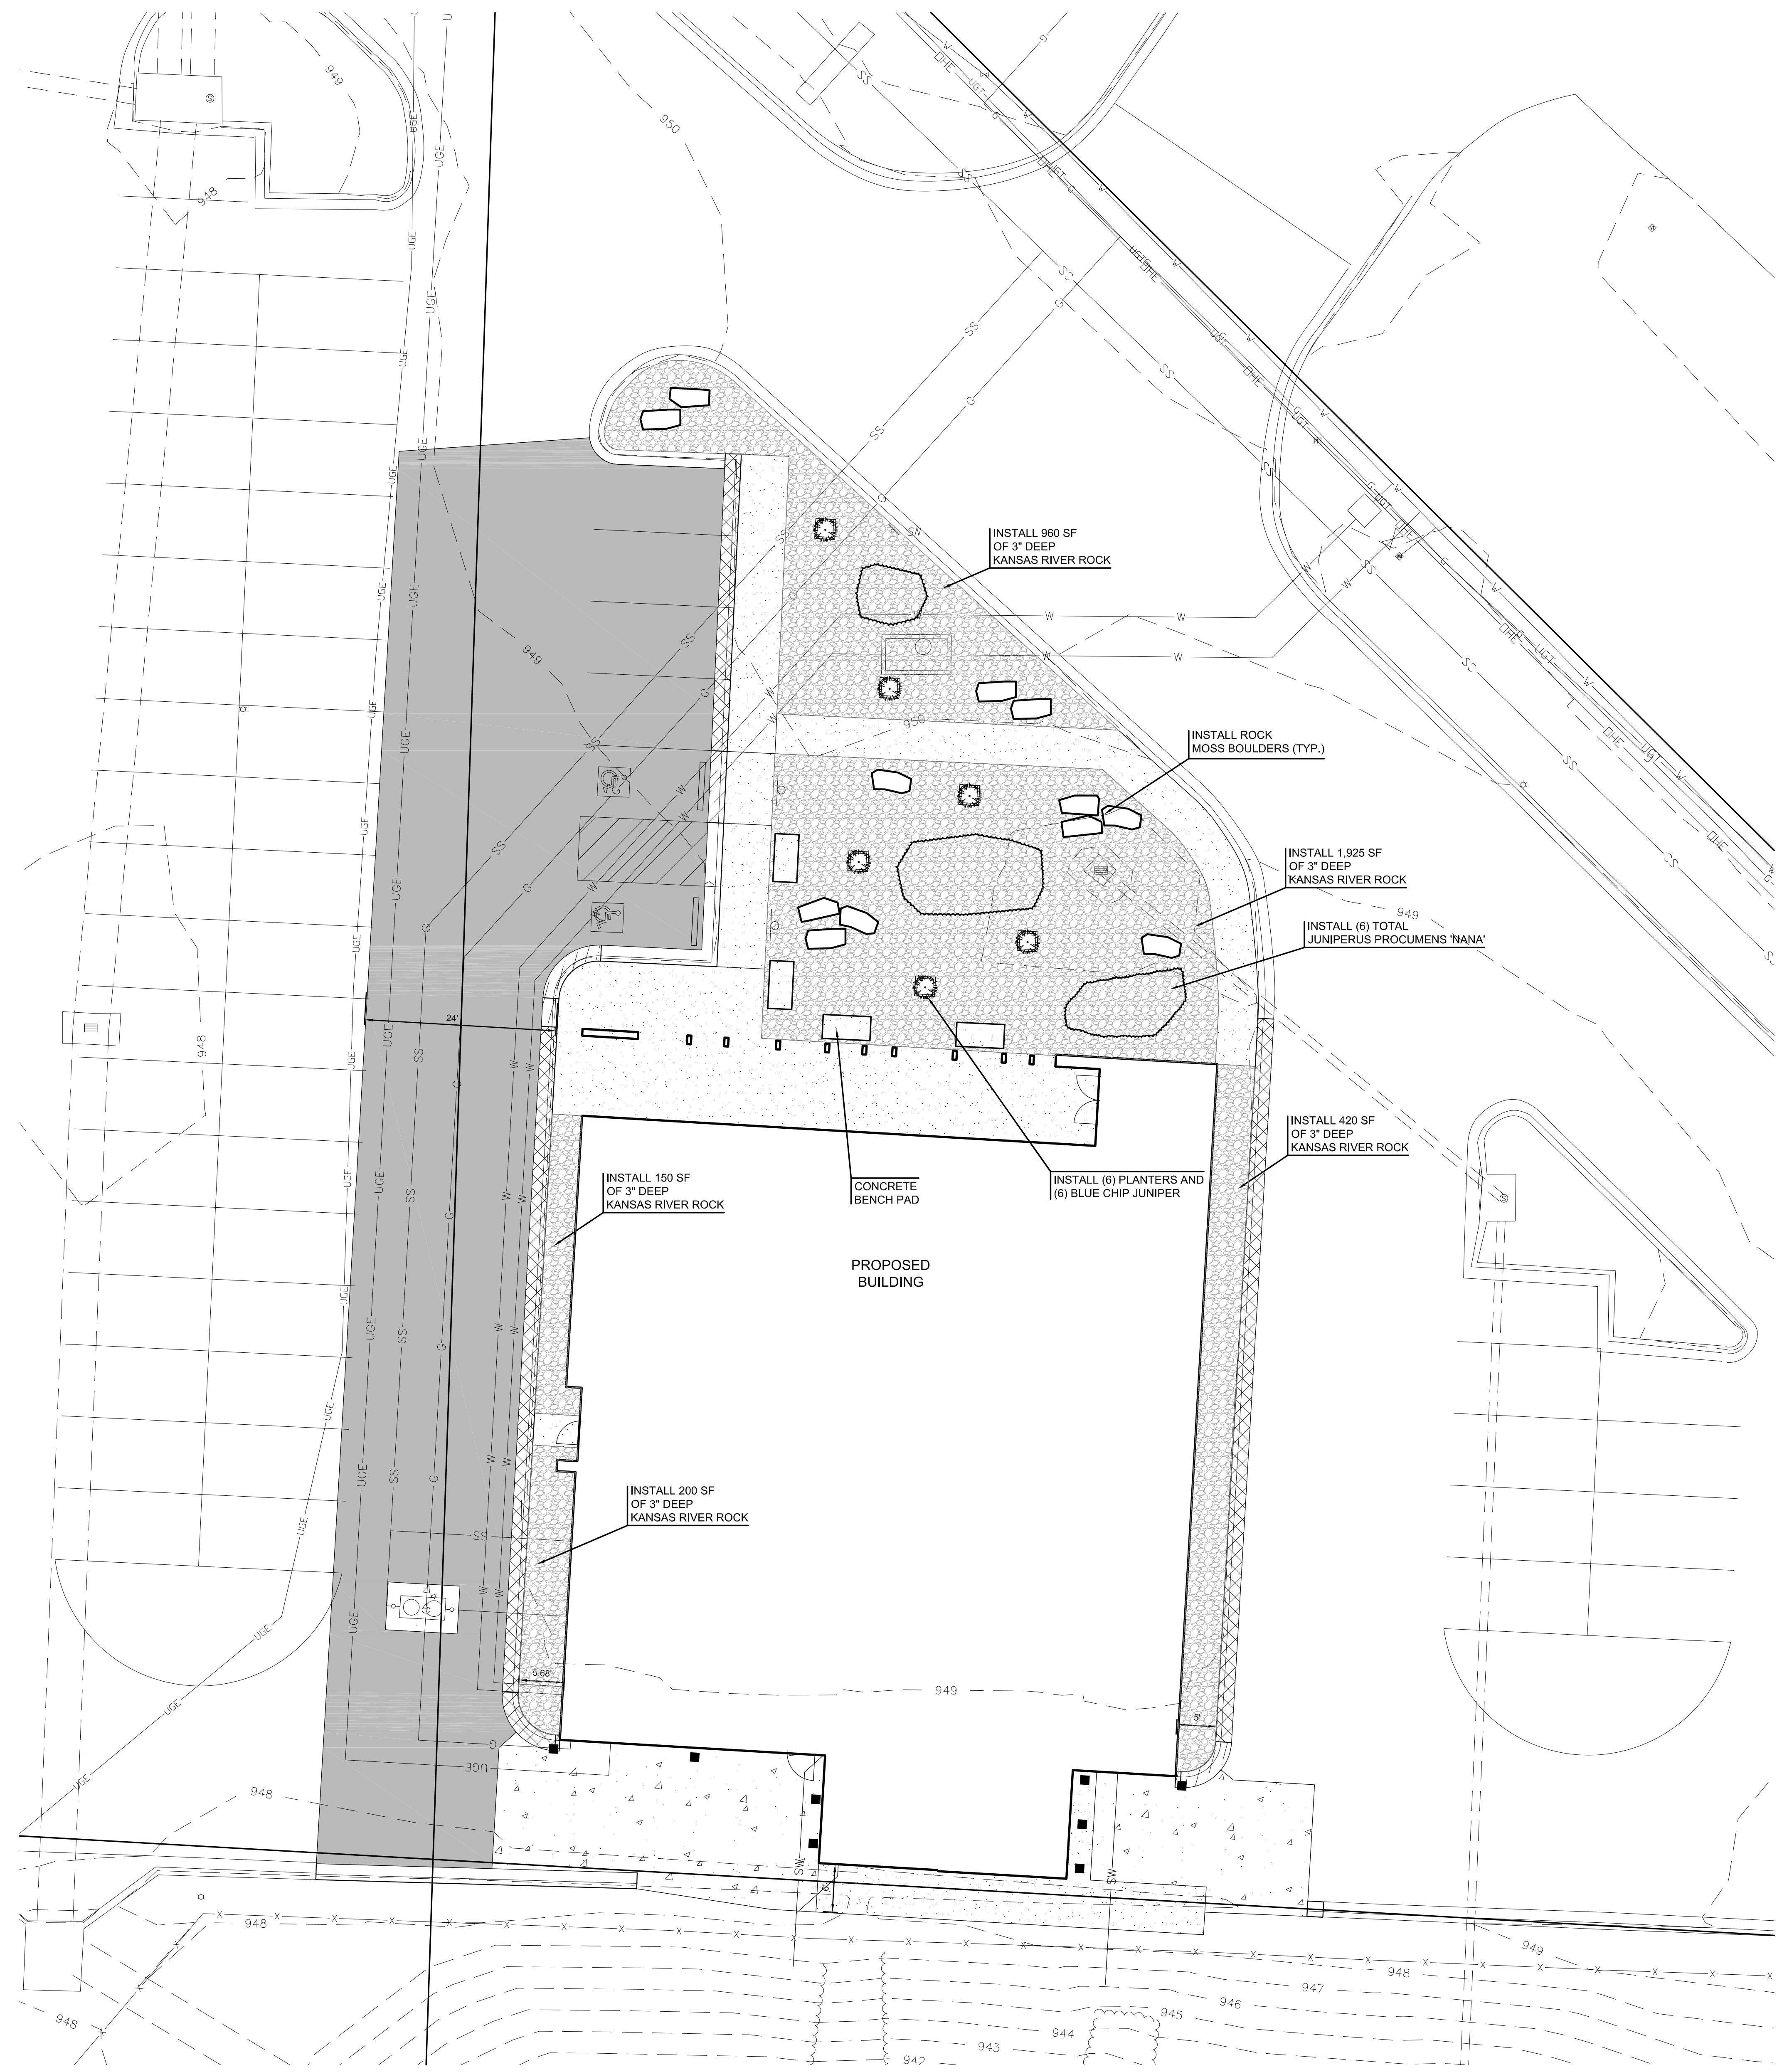 949
948
950
INSTALL 960 SF
OF 3" DEEP
KANSAS RIVER ROCK
949
950
INSTALL ROCK
MOSS BOULDERS (TYP.)
INSTALL 1,925 SF
OF 3" DEEP
KANSAS RIVER ROCK
949
INSTALL (6) TOTAL
JUNIPERUS PROCUMENS 'NANA'
24'
948
INSTALL 420 SF
OF 3" DEEP
KANSAS RIVER ROCK
INSTALL 150 SF
OF 3" DEEP
KANSAS RIVER ROCK
CONCRETE
BENCH PAD
INSTALL (6) PLANTERS AND
(6) BLUE CHIP JUNIPER
PROPOSED
BUILDING
INSTALL 200 SF
OF 3" DEEP
KANSAS RIVER ROCK
5.68'
949
5'
948
6'
948
949
948
947
946
945
944
943
942
948
UGE
SS
G
W
OHE
UGT
SW
SN
X